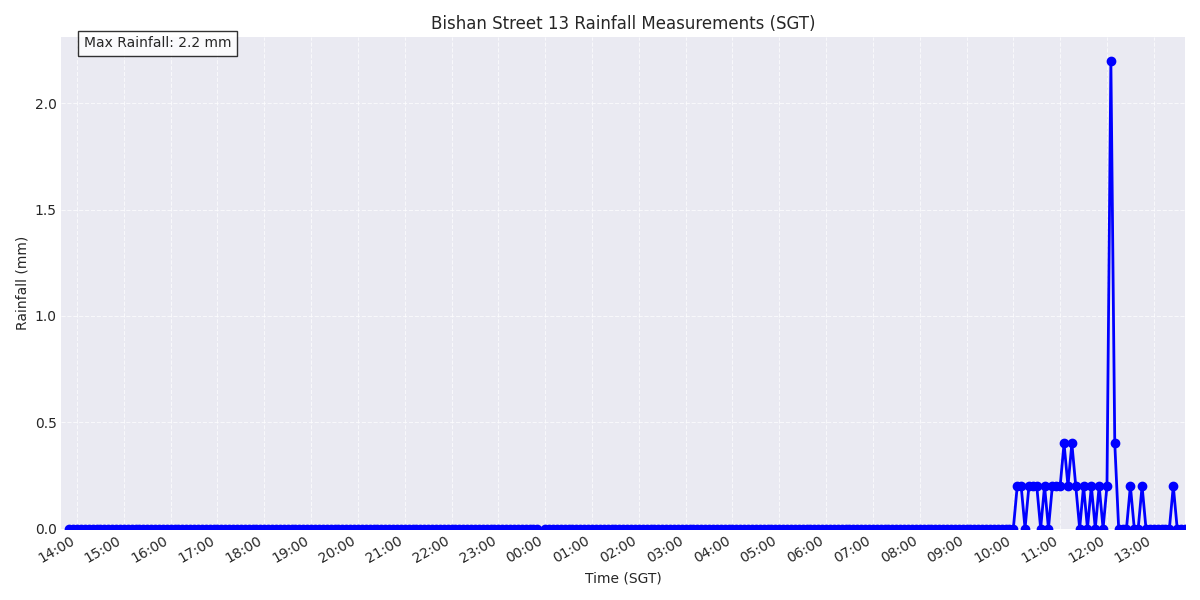 Bishan Street 13 Rainfall Measurements (SGT)
Max Rainfall: 2.2 mm
Rainfall (mm)
2.0
1.5
1.0
0.5
0.0
14:00 15:00 16:00 17:00 18:00 19:00 20:00 21:00 22:00 23:00 00:00 01:00 02:00 03:00 04:00 05:00 06:00 07:00 08:00 09:00 10:00 11:00 12:00 13:00
Time (SGT)